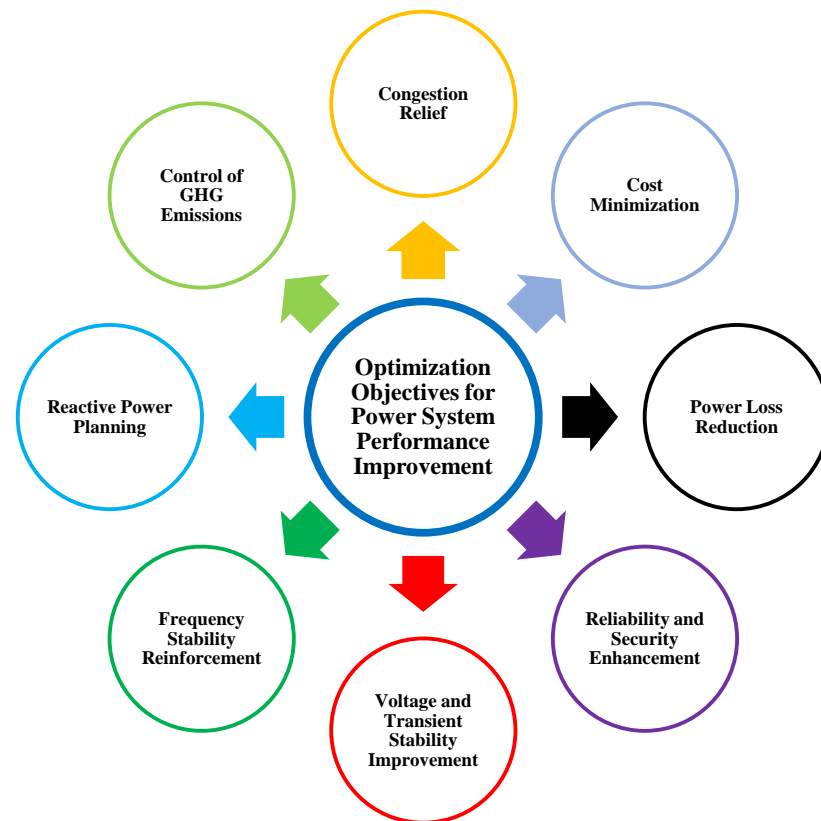 Congestion
Relief
Cost
Minimization
Power Loss
Reduction
Reliability and
Security
Enhancement
Voltage and
Transient
Stability
Improvement
Frequency
Stability
Reinforcement
Reactive Power
Planning
Control of
GHG
Emissions
Optimization
Objectives for
Power System
Performance
Improvement